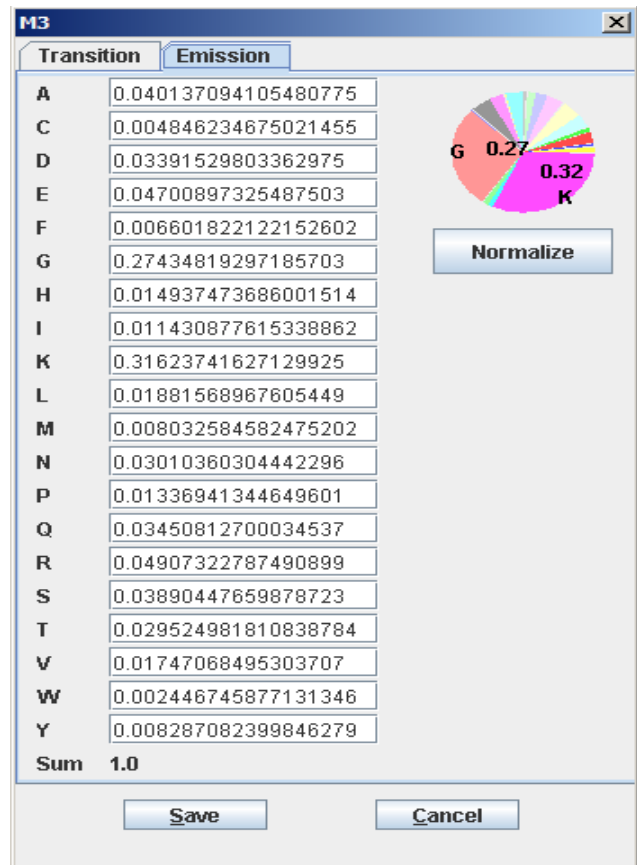 M3
Transition Emission
A 0.040137094105480775
C 0.004846234675021455
D 0.03391529803362975
E 0.04700897325487503
F 0.006601822122152602
G 0.27434819297185703
H 0.014937473686001514
I 0.011430877615338862
K 0.31623741627129925
L 0.01881568967605449
M 0.008032584582475202
N 0.03010360304442296
P 0.01336941344649601
Q 0.03450812700034537
R 0.04907322787490899
S 0.03890447659878723
T 0.029524981810838784
V 0.01747068495303707
W 0.002446745877131346
Y 0.008287082399846279
Sum 1.0
G 0.27
0.32
K
Normalize
Save Cancel